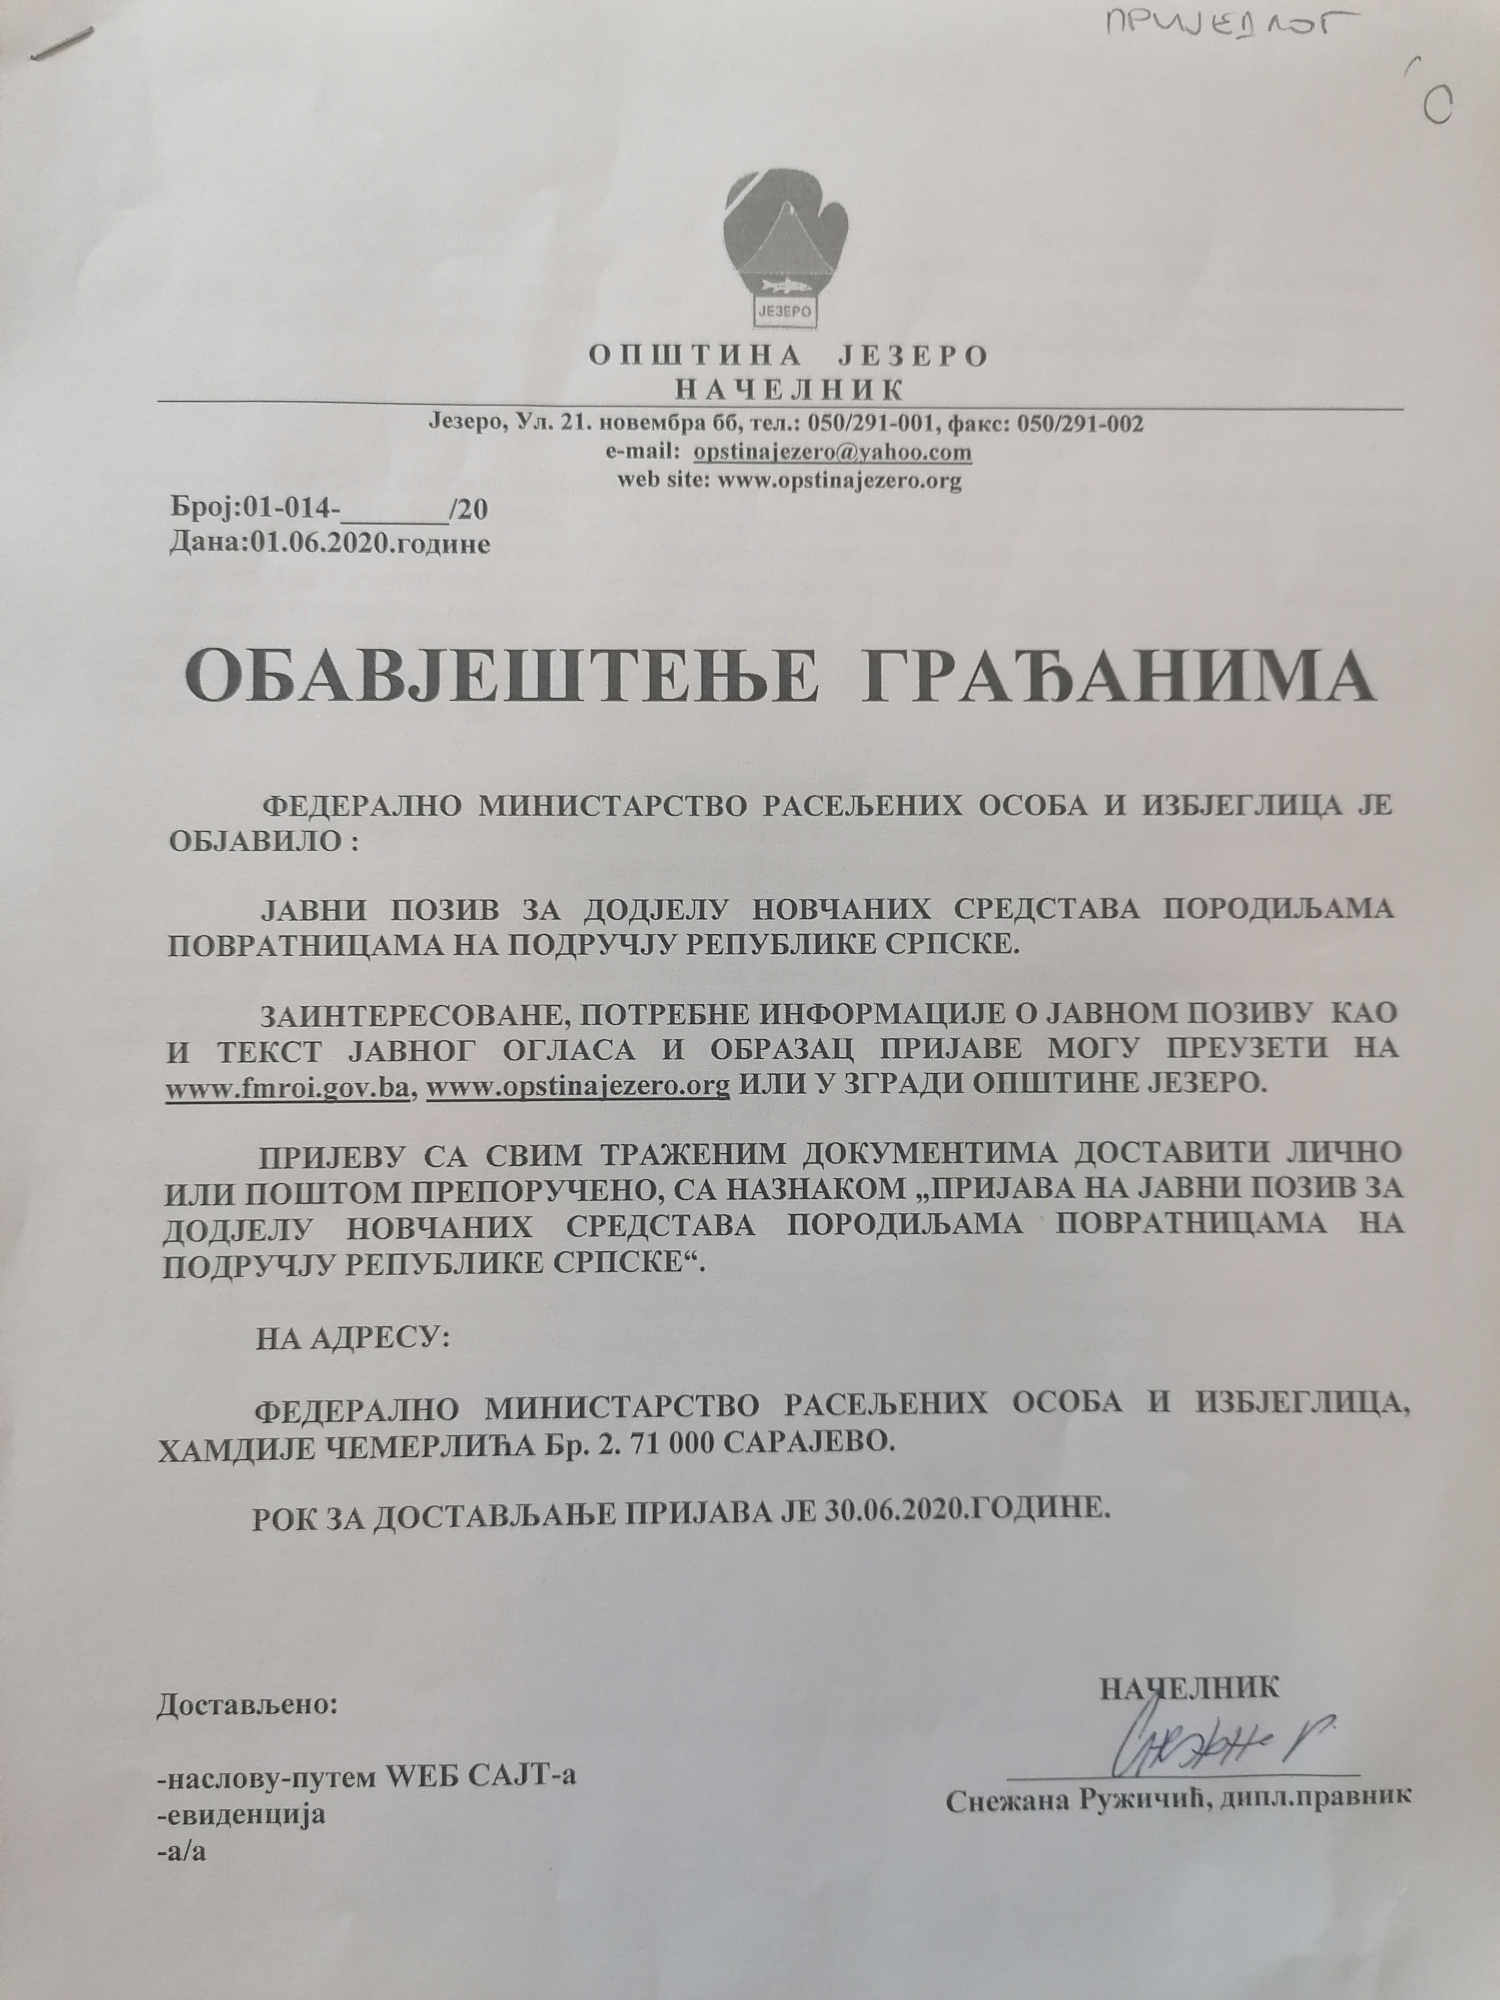 ПРИЈЕДЛОГ
ЈЕЗЕРО
ОПШТИНА ЈЕЗЕРО
НАЧЕЛНИК
Језеро, Ул. 21. новембра бб, тел.: 050/291-001, факс: 050/291-002
e-mail: opstinajezero@yahoo.com
web site: www.opstinajezero.org
Број:01-014-_______/20
Дана:01.06.2020.године
ОБАВЈЕШТЕЊЕ ГРАЂАНИМА
ФЕДЕРАЛНО МИНИСТАРСТВО РАСЕЉЕНИХ ОСОБА И ИЗБЈЕГЛИЦА ЈЕ
ОБЈАВИЛО :
ЈАВНИ ПОЗИВ ЗА ДОДЈЕЛУ НОВЧАНИХ СРЕДСТАВА ПОРОДИЉАМА
ПОВРАТНИЦАМА НА ПОДРУЧЈУ РЕПУБЛИКЕ СРПСКЕ.
ЗАИНТЕРЕСОВАНЕ, ПОТРЕБНЕ ИНФОРМАЦИЈЕ О ЈАВНОМ ПОЗИВУ КАО
И ТЕКСТ ЈАВНОГ ОГЛАСА И ОБРАЗАЦ ПРИЈАВЕ МОГУ ПРЕУЗЕТИ НА
www.fmroi.gov.ba, www.opstinajezero.org ИЛИ У ЗГРАДИ ОПШТИНЕ ЈЕЗЕРО.
ПРИЈЕВУ СА СВИМ ТРАЖЕНИМ ДОКУМЕНТИМА ДОСТАВИТИ ЛИЧНО
ИЛИ ПОШТОМ ПРЕПОРУЧЕНО, СА НАЗНАКОМ „ПРИЈАВА НА ЈАВНИ ПОЗИВ ЗА
ДОДЈЕЛУ НОВЧАНИХ СРЕДСТАВА ПОРОДИЉАМА ПОВРАТНИЦАМА НА
ПОДРУЧЈУ РЕПУБЛИКЕ СРПСКЕ“.
НА АДРЕСУ:
ФЕДЕРАЛНО МИНИСТАРСТВО РАСЕЉЕНИХ ОСОБА И ИЗБЈЕГЛИЦА,
ХАМДИЈЕ ЧЕМЕРЛИЋА Бр. 2. 71 000 САРАЈЕВО.
РОК ЗА ДОСТАВЉАЊЕ ПРИЈАВА ЈЕ 30.06.2020.ГОДИНЕ.
Достављено:
-наслову-путем WЕБ САЈТ-а
-евиденција
-а/а
НАЧЕЛНИК
Снежана Ружичић, дипл.правник